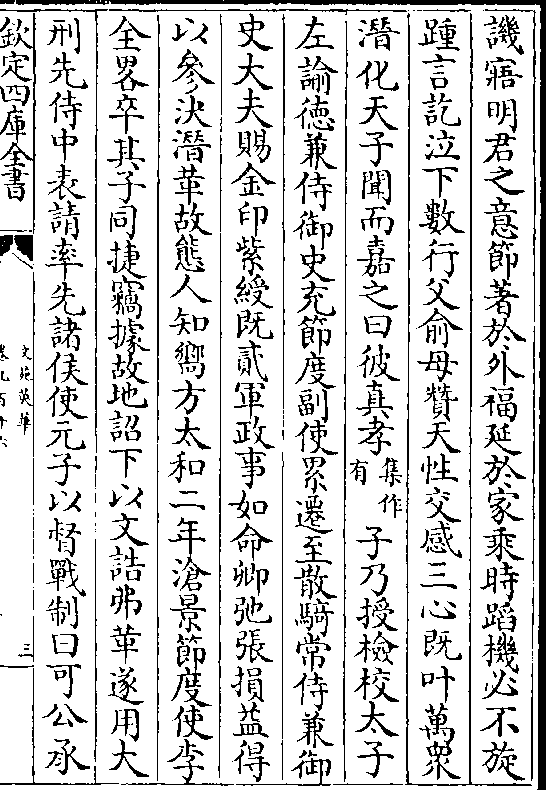 譏寤明君之意節著於外福延於家乗時蹈機必不旋
踵言訖泣下數行父俞母贊天性交感三心既叶萬衆
潛化天子聞而嘉之曰彼真孝集作有子乃授檢校太子
左諭德兼侍御史充節度副使累遷至散騎常侍兼御
史大夫賜金印紫綬既貳軍政事如命卿弛張損益得
以參決潛革故態人知嚮方太和二年滄景節度使李
全畧卒其子同捷竊據故地詔下以文誥弗革遂用大
刑先侍中表請率先諸侯使元子以督戰制曰可公承
欽定四庫全書
文苑英華
三